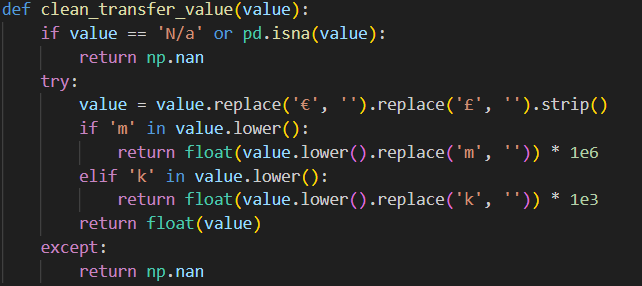 def clean_transfer_value(value):
    if value == 'N/a' or pd.isna(value):
        return np.nan
    try:
        value = value.replace('€', '').replace('£', '').strip()
        if 'm' in value.lower():
            return float(value.lower().replace('m', '')) * 1e6
        elif 'k' in value.lower():
            return float(value.lower().replace('k', '')) * 1e3
        return float(value)
    except:
        return np.nan